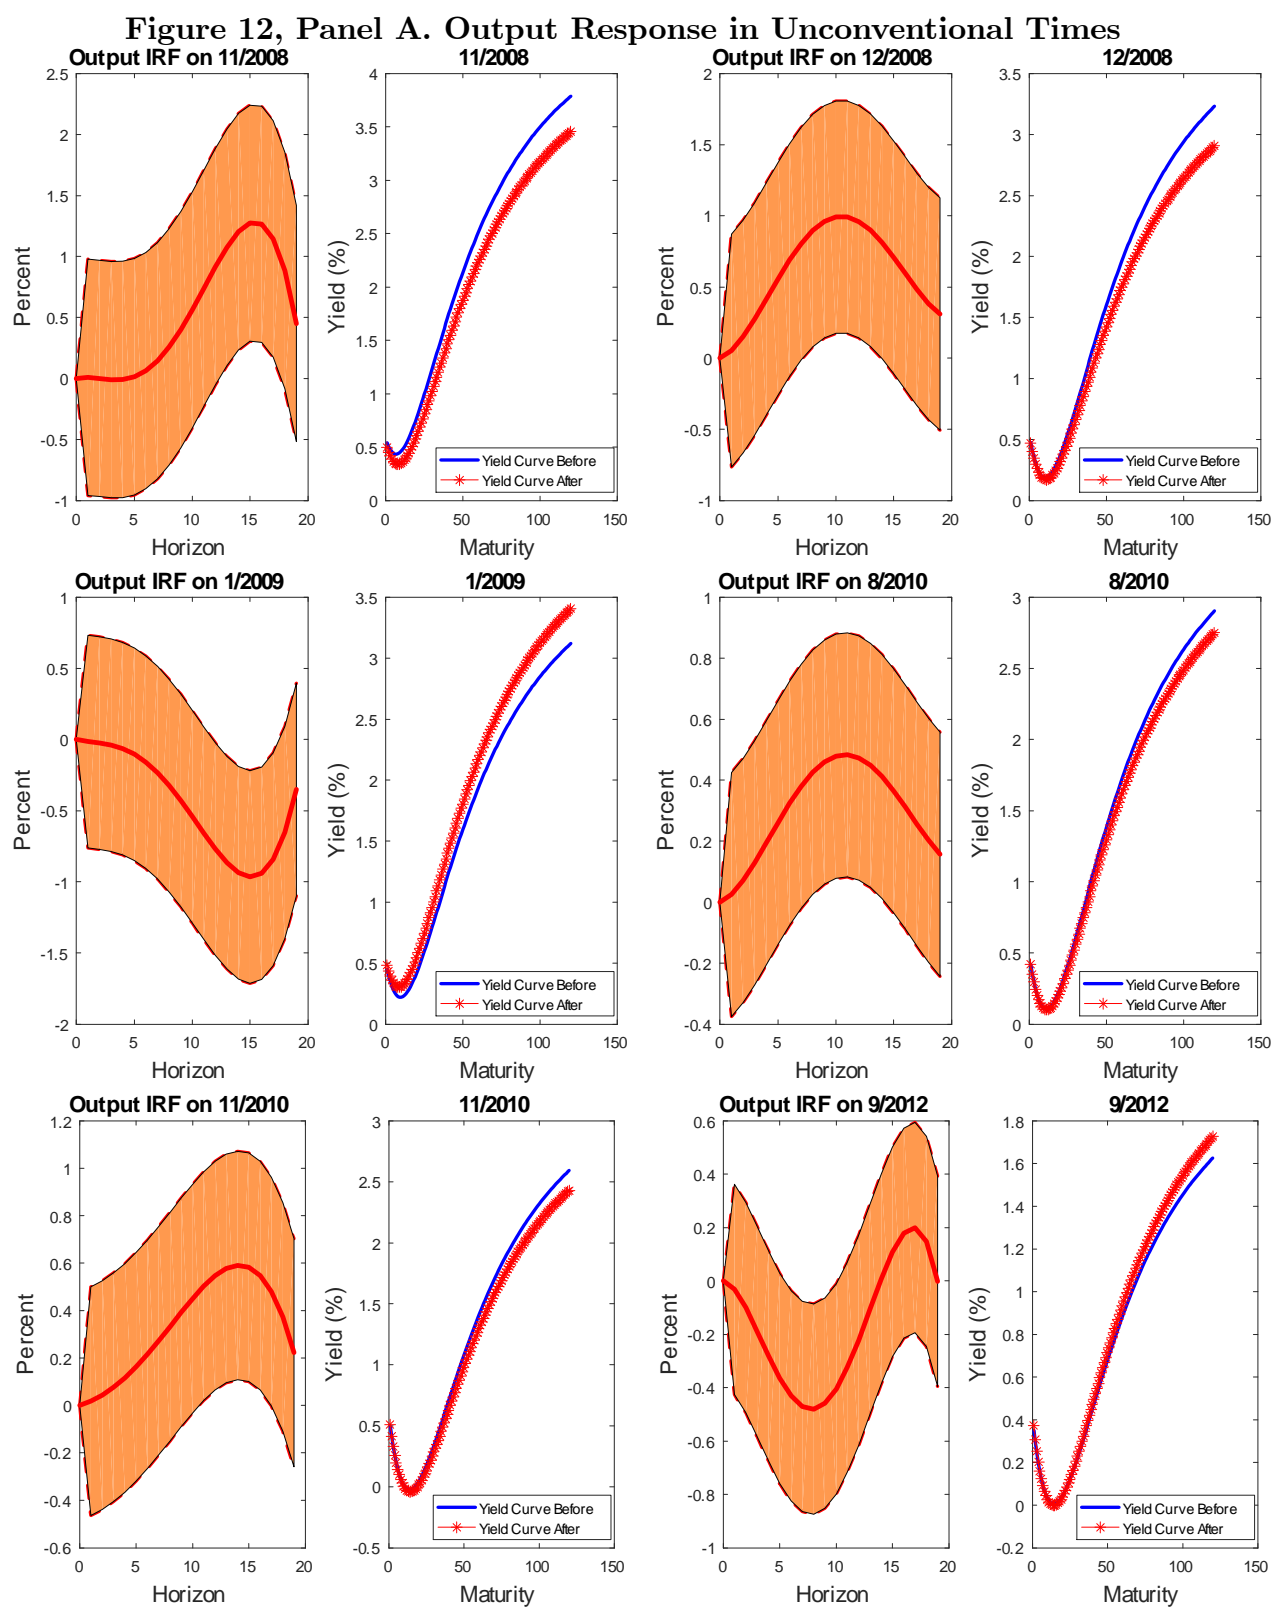 Figure 12, Panel A. Output Response in Unconventional Times
Output IRF on 11/2008
2.5
2
1.5
1
0.5
0
-0.5
-1
0 5 10 15 20
Percent
Horizon
11/2008
4
3.5
3
2.5
2
1.5
1
0.5
0
0 50 100 150
Yield (%)
Maturity
Yield Curve Before
Yield Curve After
Output IRF on 12/2008
2
1.5
1
0.5
0
-0.5
-1
0 5 10 15 20
Percent
Horizon
12/2008
3.5
3
2.5
2
1.5
1
0.5
0
0 50 100 150
Yield (%)
Maturity
Yield Curve Before
Yield Curve After
Output IRF on 1/2009
1
0.5
0
-0.5
-1
-1.5
-2
0 5 10 15 20
Percent
Horizon
1/2009
3.5
3
2.5
2
1.5
1
0.5
0
0 50 100 150
Yield (%)
Maturity
Yield Curve Before
Yield Curve After
Output IRF on 8/2010
1
0.8
0.6
0.4
0.2
0
-0.2
-0.4
0 5 10 15 20
Percent
Horizon
8/2010
3
2.5
2
1.5
1
0.5
0
0 50 100 150
Yield (%)
Maturity
Yield Curve Before
Yield Curve After
Output IRF on 11/2010
1.2
1
0.8
0.6
0.4
0.2
0
-0.2
-0.4
-0.6
0 5 10 15 20
Percent
Horizon
11/2010
3
2.5
2
1.5
1
0.5
0
-0.5
0 50 100 150
Yield (%)
Maturity
Yield Curve Before
Yield Curve After
Output IRF on 9/2012
0.6
0.4
0.2
0
-0.2
-0.4
-0.6
-0.8
-1
0 5 10 15 20
Percent
Horizon
9/2012
1.8
1.6
1.4
1.2
1
0.8
0.6
0.4
0.2
0
-0.2
0 50 100 150
Yield (%)
Maturity
Yield Curve Before
Yield Curve After